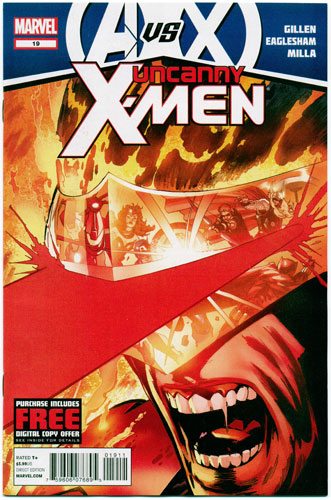 MARVEL
19
A VS X
GILLEN
EAGLESHAM
MILLA
UNCANNY
X-MEN
PURCHASE INCLUDES
FREE
DIGITAL COPY OFFER
SEE INSIDE FOR DETAILS
RATED T+
$3.99US
DIRECT EDITION
MARVEL.COM
01911